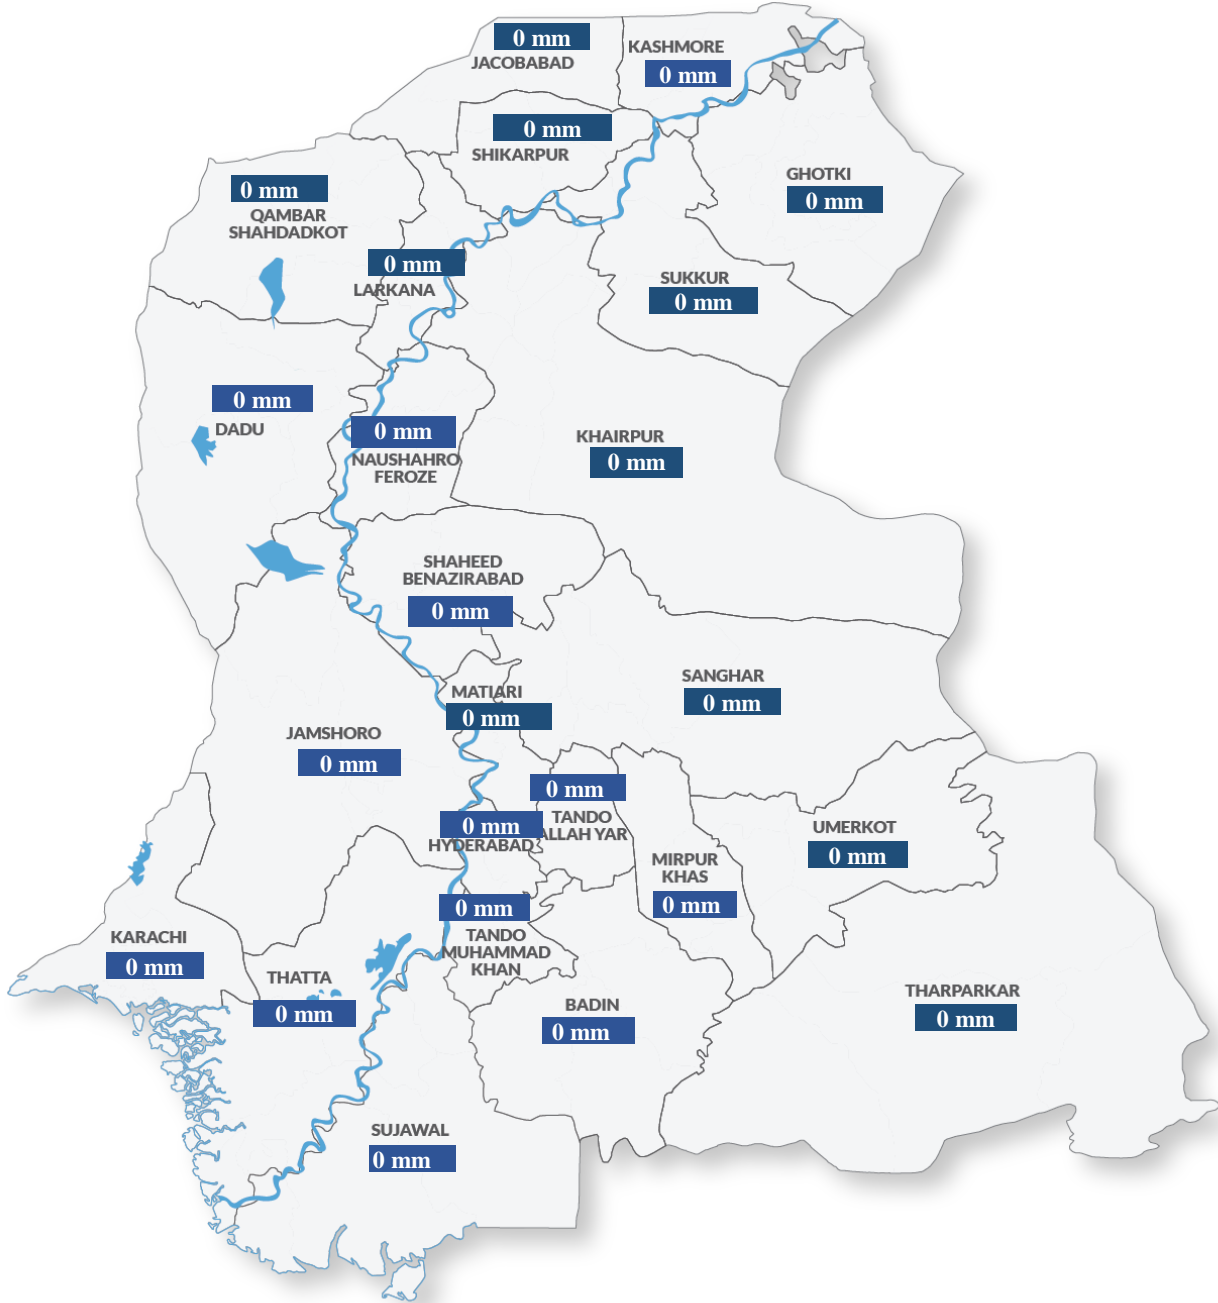 0 mm
JACOBABAD
KASHMORE
0 mm
0 mm
SHIKARPUR
GHOTKI
0 mm
0 mm
QAMBAR
SHAHDADKOT
0 mm
LARKANA
SUKKUR
0 mm
0 mm
DADU
0 mm
NAUSHAHRO
FEROZE
KHAIRPUR
0 mm
SHAHEED
BENAZIRABAD
0 mm
SANGHAR
0 mm
MATIARI
0 mm
JAMSHORO
0 mm
0 mm
TANDO
ALLAH YAR
0 mm
HYDERABAD
UMERKOT
0 mm
MIRPUR
KHAS
0 mm
0 mm
TANDO
MUHAMMAD
KHAN
KARACHI
0 mm
THATTA
0 mm
BADIN
0 mm
THARPARKAR
0 mm
SUJAWAL
0 mm